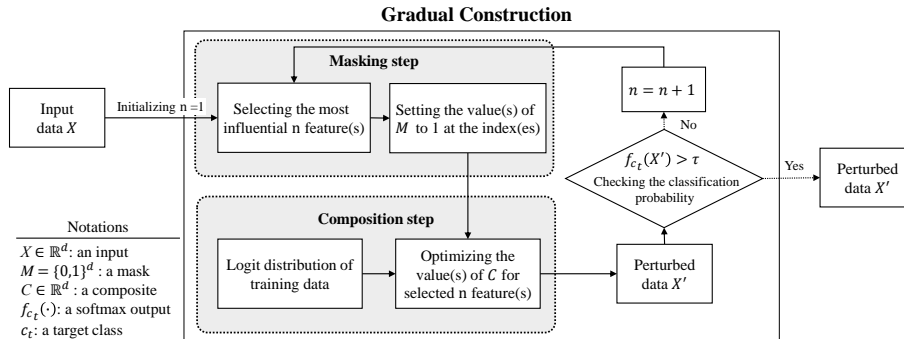 Gradual Construction
Masking step
Input
data X
Initializing n =1
Selecting the most
influential n feature(s)
Setting the value(s) of
M to 1 at the index(es)
n = n + 1
No
f_{c_t}(X′) > τ
Checking the classification
probability
Yes
Perturbed
data X′
Composition step
Logit distribution of
training data
Optimizing the
value(s) of C for
selected n feature(s)
Perturbed
data X′
Notations
X ∈ ℝ^d: an input
M = {0,1}^d : a mask
C ∈ ℝ^d: a composite
f_{c_t}(·): a softmax output
c_t: a target class